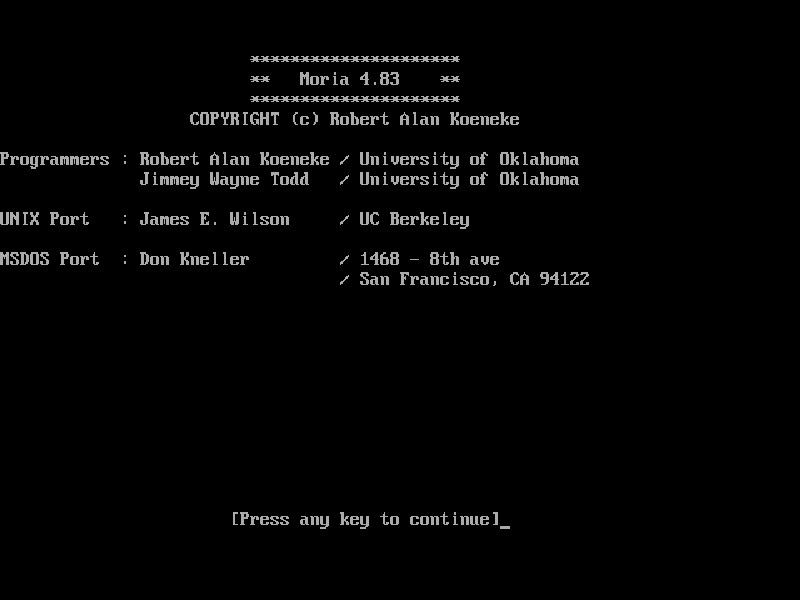 *********************
**   Moria 4.83    **
*********************
COPYRIGHT (c) Robert Alan Koeneke
Programmers : Robert Alan Koeneke / University of Oklahoma
Jimmey Wayne Todd   / University of Oklahoma
UNIX Port   : James E. Wilson     / UC Berkeley
MSDOS Port  : Don Kneller         / 1468 - 8th ave
/ San Francisco, CA 94122
[Press any key to continue]_